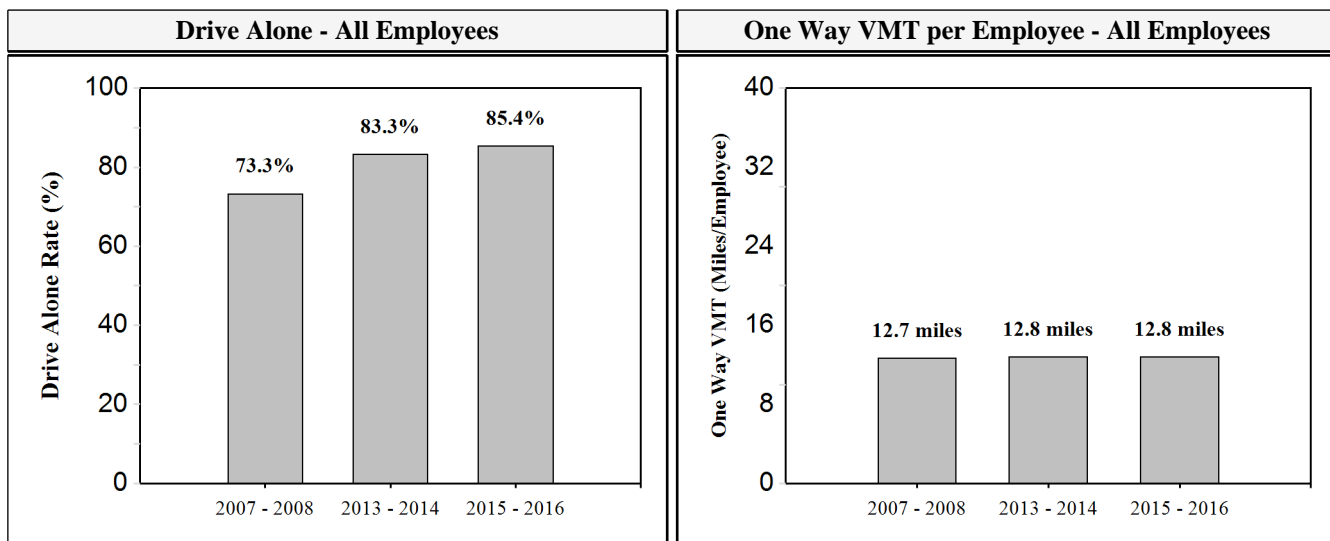 Drive Alone - All Employees
Drive Alone Rate (%)
100
80
60
40
20
0
73.3%
83.3%
85.4%
2007 - 2008
2013 - 2014
2015 - 2016
One Way VMT per Employee - All Employees
One Way VMT (Miles/Employee)
40
32
24
16
8
0
12.7 miles
12.8 miles
12.8 miles
2007 - 2008
2013 - 2014
2015 - 2016